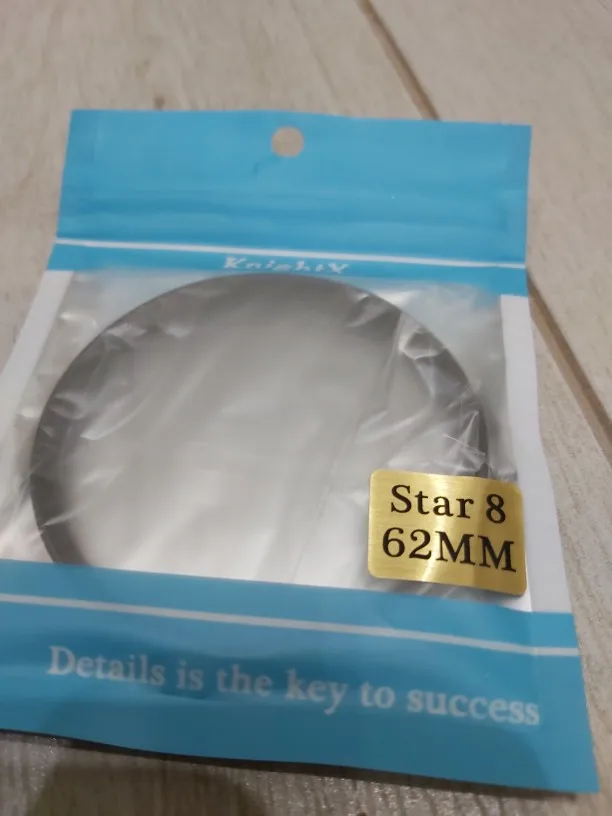 KnightX
Star 8
62MM
Details is the key to success